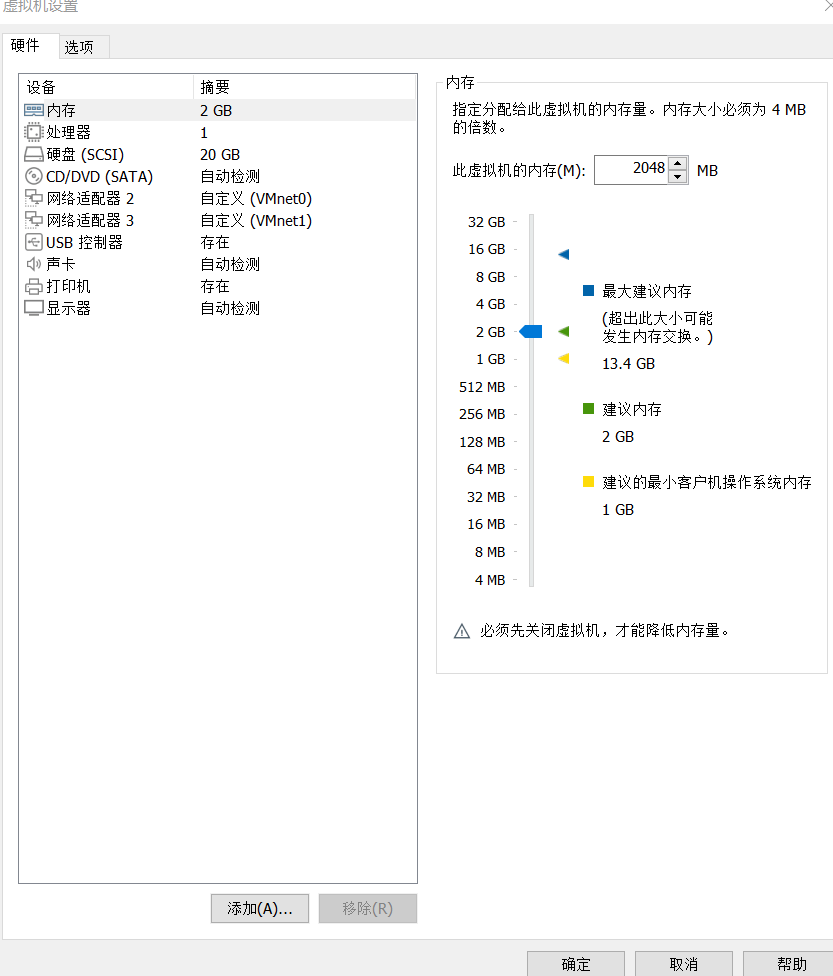 虚拟机设置
硬件 选项
设备 摘要
内存 2 GB
处理器 1
硬盘 (SCSI) 20 GB
CD/DVD (SATA) 自动检测
网络适配器 2 自定义 (VMnet0)
网络适配器 3 自定义 (VMnet1)
USB 控制器 存在
声卡 自动检测
打印机 存在
显示器 自动检测
添加(A)... 移除(R)
内存
指定分配给此虚拟机的内存量。内存大小必须为 4 MB
的倍数。
此虚拟机的内存(M): 2048 MB
32 GB
16 GB
8 GB
4 GB
2 GB
1 GB
512 MB
256 MB
128 MB
64 MB
32 MB
16 MB
8 MB
4 MB
最大建议内存
(超出此大小可能
发生内存交换。)
13.4 GB
建议内存
2 GB
建议的最小客户机操作系统内存
1 GB
必须先关闭虚拟机，才能降低内存量。
确定 取消 帮助